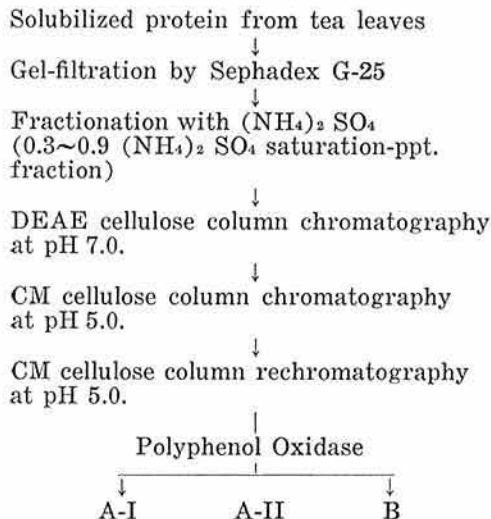 Solubilized protein from tea leaves
↓
Gel-filtration by Sephadex G-25
↓
Fractionation with (NH₄)₂ SO₄
(0.3~0.9 (NH₄)₂ SO₄ saturation-ppt.
fraction)
↓
DEAE cellulose column chromatography
at pH 7.0.
↓
CM cellulose column chromatography
at pH 5.0.
↓
CM cellulose column rechromatography
at pH 5.0.
Polyphenol Oxidase
↓ ↓
A-I A-II B